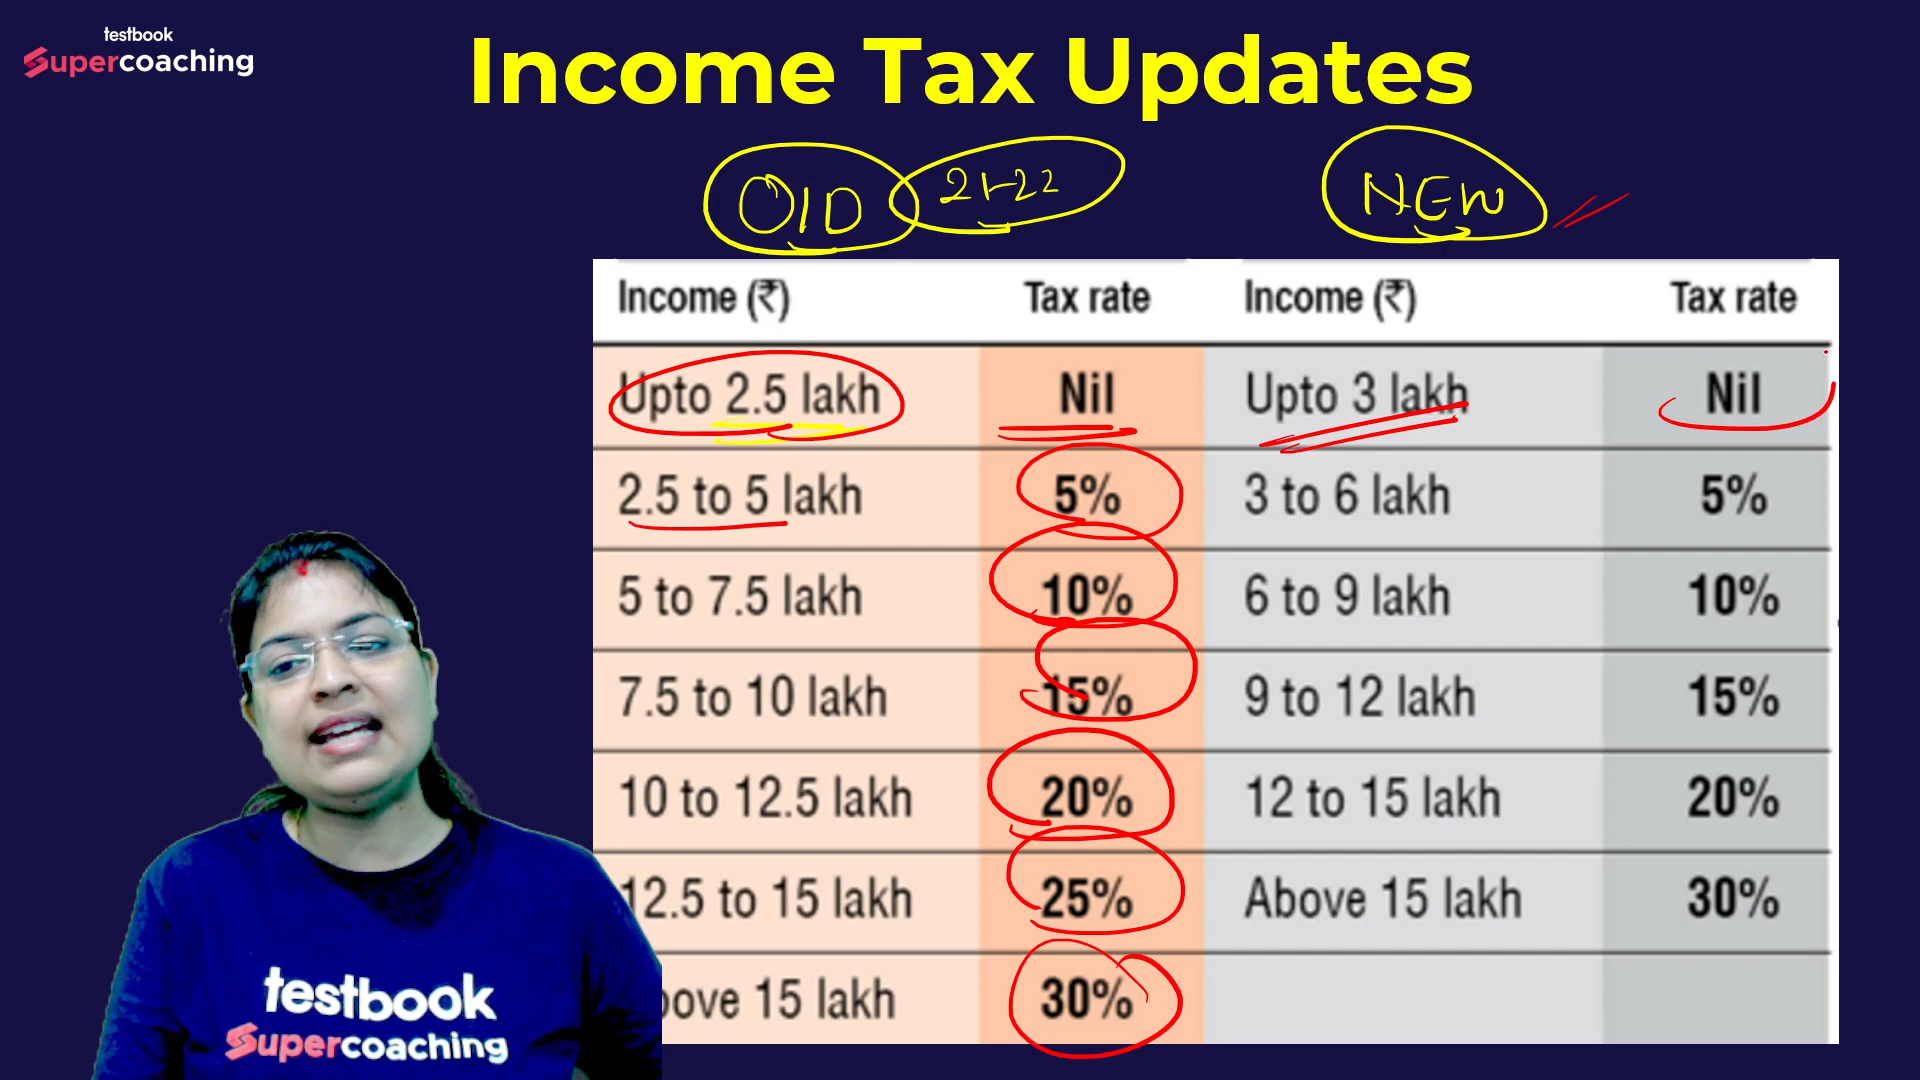 testbook
Supercoaching
Income Tax Updates
OlD 21-22 NEW
Income (₹) Tax rate Income (₹) Tax rate
Upto 2.5 lakh Nil Upto 3 lakh Nil
2.5 to 5 lakh 5% 3 to 6 lakh 5%
5 to 7.5 lakh 10% 6 to 9 lakh 10%
7.5 to 10 lakh 15% 9 to 12 lakh 15%
10 to 12.5 lakh 20% 12 to 15 lakh 20%
12.5 to 15 lakh 25% Above 15 lakh 30%
ove 15 lakh 30%
testbook
Supercoaching